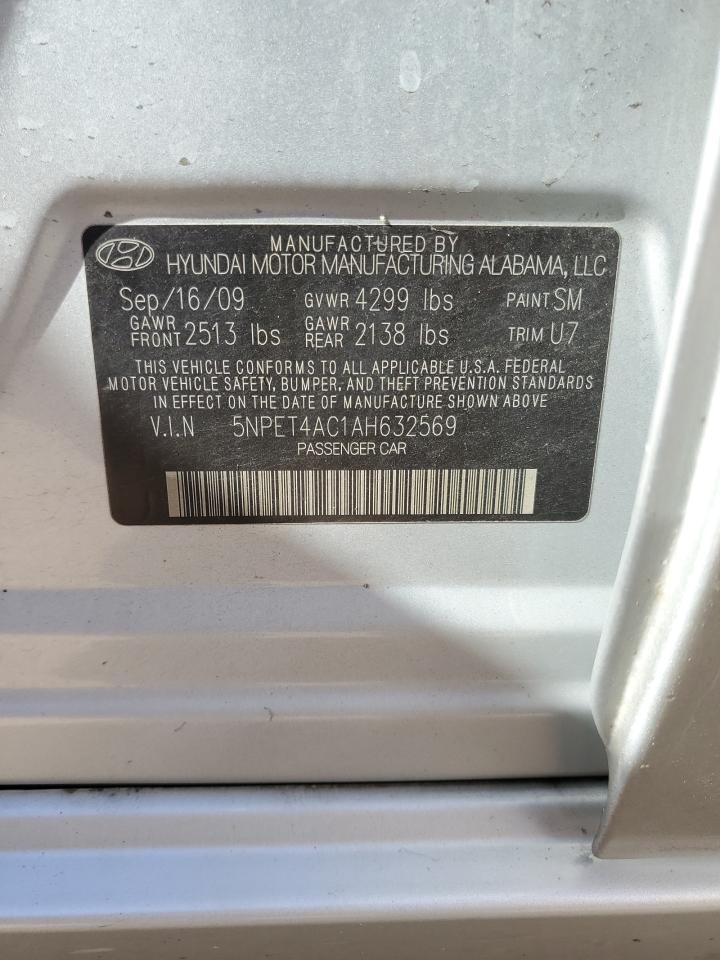 MANUFACTURED BY
HYUNDAI MOTOR MANUFACTURING ALABAMA, LLC
Sep/16/09 GVWR 4299 lbs PAINT SM
GAWR FRONT 2513 lbs GAWR REAR 2138 lbs TRIM U7
THIS VEHICLE CONFORMS TO ALL APPLICABLE U.S.A. FEDERAL
MOTOR VEHICLE SAFETY, BUMPER, AND THEFT PREVENTION STANDARDS
IN EFFECT ON THE DATE OF MANUFACTURE SHOWN ABOVE.
V.I.N 5NPET4AC1AH632569
PASSENGER CAR